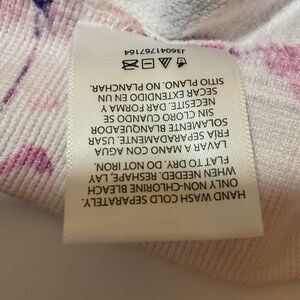 HAND WASH COLD SEPARATELY.
ONLY NON-CHLORINE BLEACH
WHEN NEEDED. RESHAPE, LAY
FLAT TO DRY. DO NOT IRON.
LAVAR A MANO CON AGUA
FRÍA SEPARADAMENTE. USAR
SOLAMENTE BLANQUEADOR
SIN CLORO CUANDO SE
NECESITE. DAR FORMA Y
SECAR EXTENDIDO EN UN
SITIO PLANO. NO PLANCHAR.
J36041767164